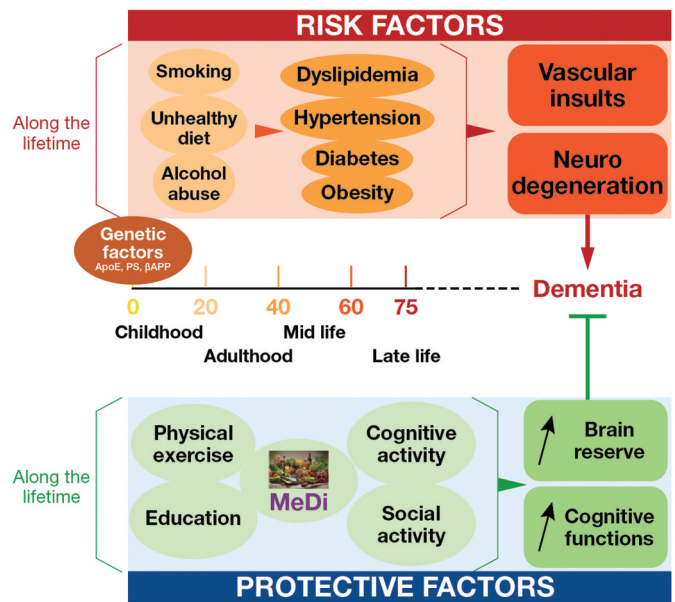 RISK FACTORS
Along the
lifetime
Smoking
Unhealthy
diet
Alcohol
abuse
Dyslipidemia
Hypertension
Diabetes
Obesity
Vascular
insults
Neuro
degeneration
Genetic
factors
ApoE, PS, βAPP
0
20
40
60
75
Childhood
Adulthood
Mid life
Late life
Dementia
Along the
lifetime
Physical
exercise
Education
MeDi
Cognitive
activity
Social
activity
Brain
reserve
Cognitive
functions
PROTECTIVE FACTORS